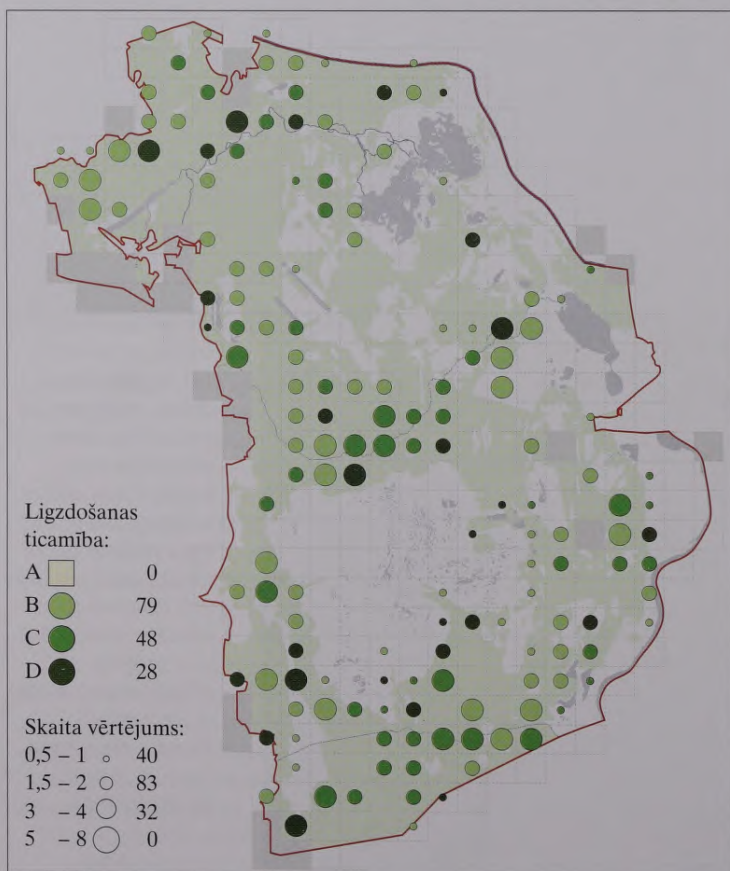 Ligzdošanas
ticamība:
A 0
B 79
C 48
D 28
Skaita vērtējums:
0,5 – 1 40
1,5 – 2 83
3 – 4 32
5 – 8 0